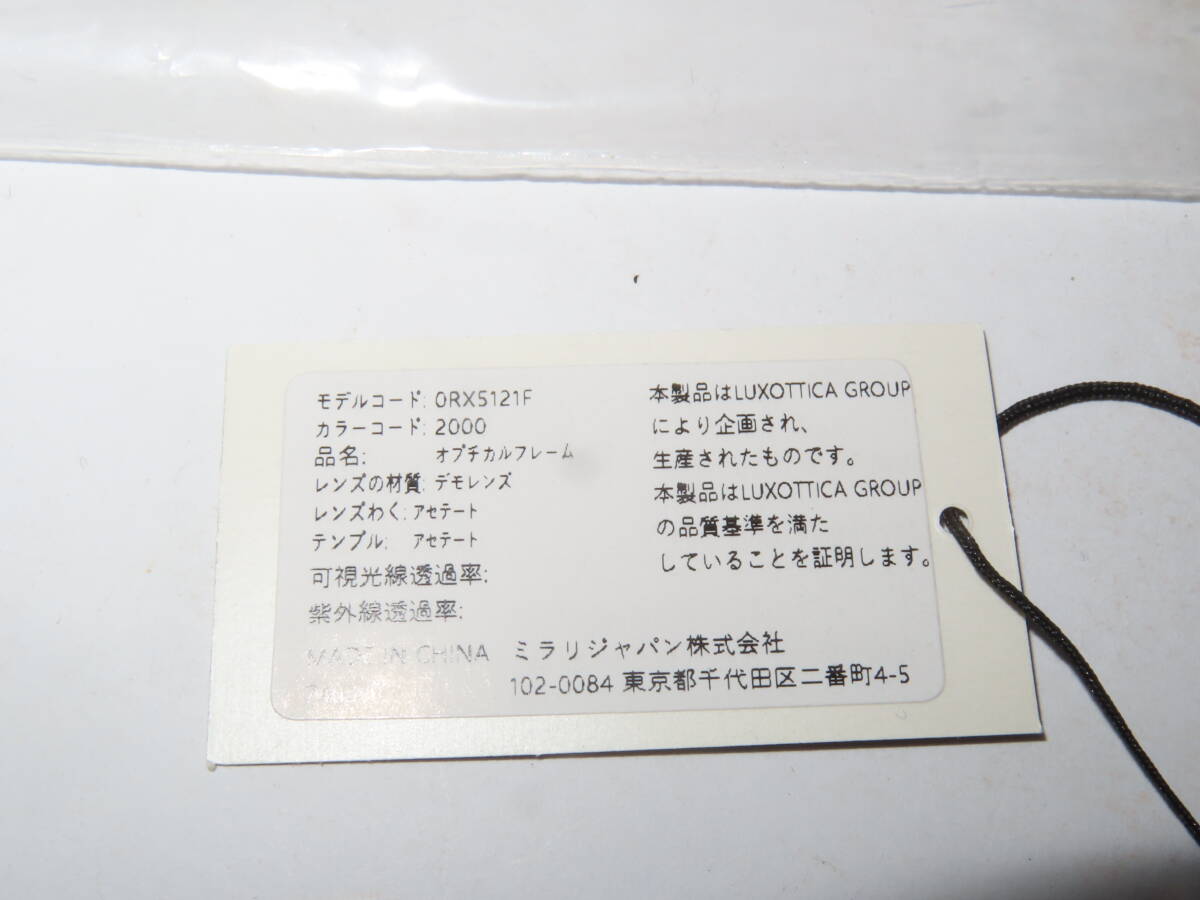 モデルコード: 0RX5121F
カラーコード: 2000
品名: オプチカルフレーム
レンズの材質: デモレンズ
レンズわく: アセテート
テンプル: アセテート
可視光線透過率:
紫外線透過率:
MADE IN CHINA
本製品はLUXOTTICA GROUP
により企画され、
生産されたものです。
本製品はLUXOTTICA GROUP
の品質基準を満た
していることを証明します。
ミラリジャパン株式会社
102-0084 東京都千代田区二番町4-5